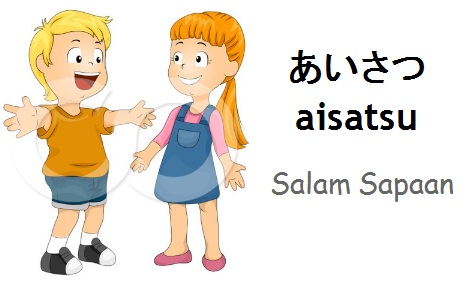 あいさつ
aisatsu
Salam Sapaan